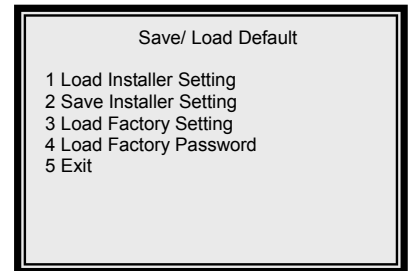 Save/ Load Default
1 Load Installer Setting
2 Save Installer Setting
3 Load Factory Setting
4 Load Factory Password
5 Exit